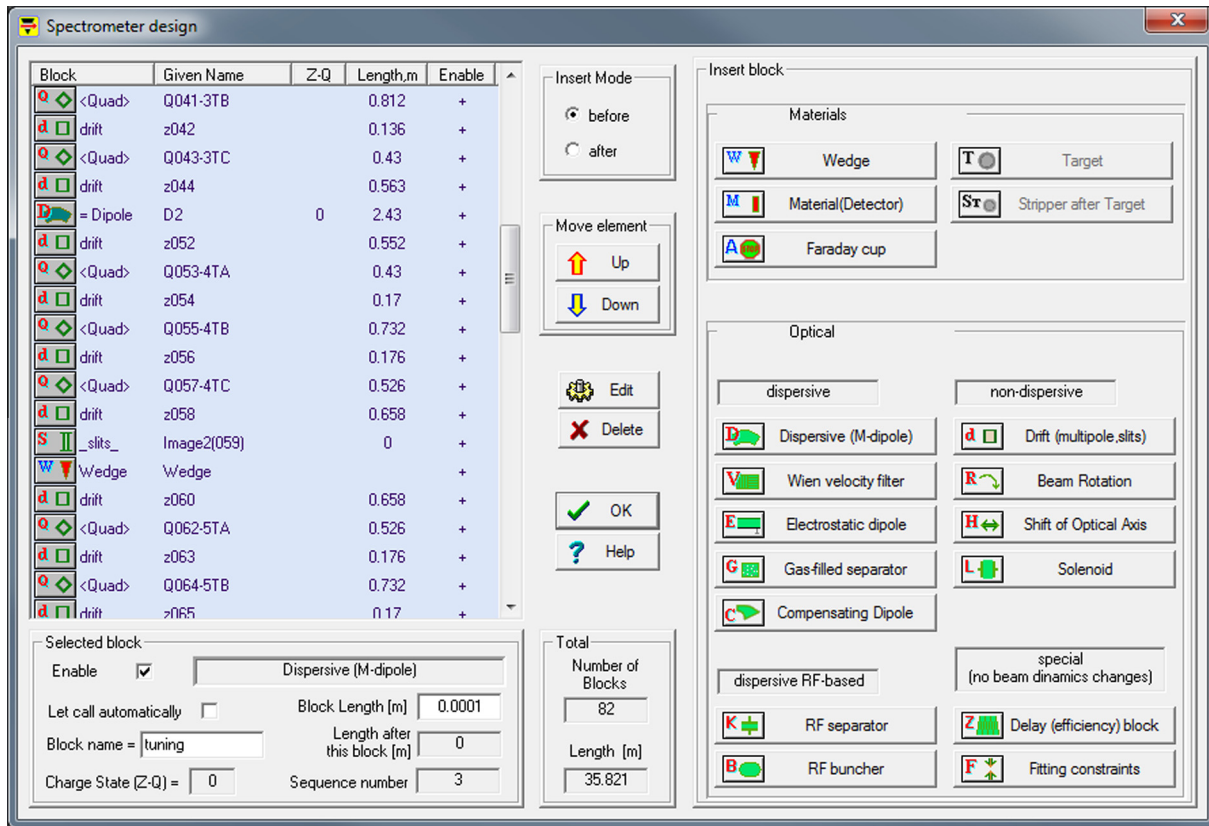 Spectrometer design
Block Given Name Z-Q Length,m Enable
Q <Quad> Q041-3TB 0.812 +
d drift z042 0.136 +
Q <Quad> Q043-3TC 0.43 +
d drift z044 0.563 +
D = Dipole D2 0 2.43 +
d drift z052 0.552 +
Q <Quad> Q053-4TA 0.43 +
d drift z054 0.17 +
Q <Quad> Q055-4TB 0.732 +
d drift z056 0.176 +
Q <Quad> Q057-4TC 0.526 +
d drift z058 0.658 +
S _slits_ Image2(059) 0 +
W Wedge Wedge +
d drift z060 0.658 +
Q <Quad> Q062-5TA 0.526 +
d drift z063 0.176 +
Q <Quad> Q064-5TB 0.732 +
d drift z065 0.17 +
Selected block
Enable Dispersive (M-dipole)
Let call automatically Block Length [m] 0.0001
Block name = tuning Length after this block [m] 0
Charge State (Z-Q) = 0 Sequence number 3
Insert Mode
before
after
Move element
Up
Down
Edit
Delete
OK
Help
Total
Number of
Blocks
82
Length [m]
35.821
Insert block
Materials
W Wedge T Target
M Material(Detector) ST Stripper after Target
A STOP Faraday cup
Optical
dispersive non-dispersive
D Dispersive (M-dipole) d Drift (multipole,slits)
V Wien velocity filter R Beam Rotation
E Electrostatic dipole H Shift of Optical Axis
G Gas-filled separator L Solenoid
C Compensating Dipole
dispersive RF-based special
(no beam dinamics changes)
K RF separator Z Delay (efficiency) block
B RF buncher F Fitting constraints